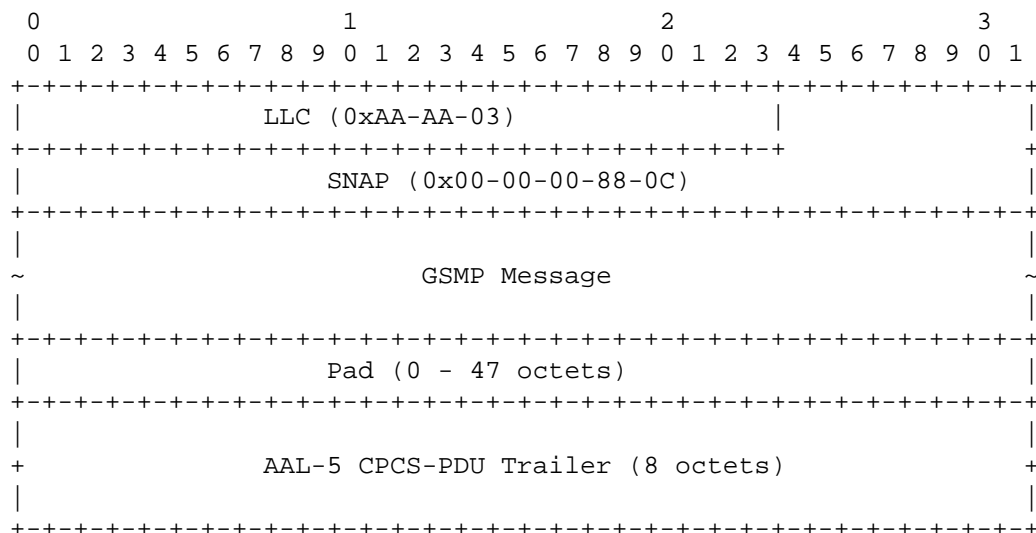 0                   1                   2                   3
 0 1 2 3 4 5 6 7 8 9 0 1 2 3 4 5 6 7 8 9 0 1 2 3 4 5 6 7 8 9 0 1
+-+-+-+-+-+-+-+-+-+-+-+-+-+-+-+-+-+-+-+-+-+-+-+-+-+-+-+-+-+-+-+-+
|               LLC (0xAA-AA-03)                |               |
+-+-+-+-+-+-+-+-+-+-+-+-+-+-+-+-+-+-+-+-+-+-+-+-+               +
|                   SNAP (0x00-00-00-88-0C)                     |
+-+-+-+-+-+-+-+-+-+-+-+-+-+-+-+-+-+-+-+-+-+-+-+-+-+-+-+-+-+-+-+-+
|                                                               |
~                         GSMP Message                          ~
|                                                               |
+-+-+-+-+-+-+-+-+-+-+-+-+-+-+-+-+-+-+-+-+-+-+-+-+-+-+-+-+-+-+-+-+
|                   Pad (0 - 47 octets)                         |
+-+-+-+-+-+-+-+-+-+-+-+-+-+-+-+-+-+-+-+-+-+-+-+-+-+-+-+-+-+-+-+-+
|                                                               |
+               AAL-5 CPCS-PDU Trailer (8 octets)               +
|                                                               |
+-+-+-+-+-+-+-+-+-+-+-+-+-+-+-+-+-+-+-+-+-+-+-+-+-+-+-+-+-+-+-+-+